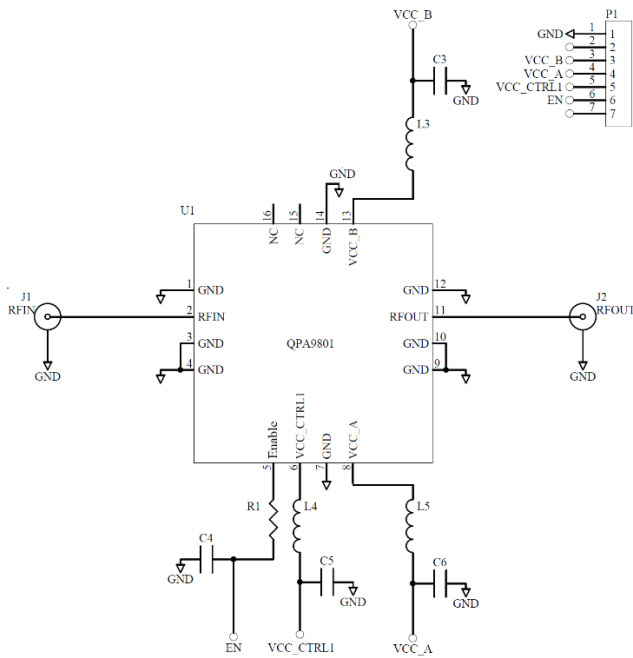 VCC_B
P1
GND 1 1
2 2
VCC_B 3 3
VCC_A 4 4
VCC_CTRL1 5 5
EN 6 6
7 7
C3
GND
L3
GND
U1
16 15 14 13
NC NC GND VCC_B
1 GND
GND 12
J1
RFIN
2 RFIN
RFOUT 11
J2
RFOUT
3 GND
QPA9801
GND 10
4 GND
GND 9
GND
GND
Enable VCC_CTRL1 GND VCC_A
5 6 7 8
R1
L4
L5
C4
GND
C5
GND
C6
GND
EN
VCC_CTRL1
VCC_A